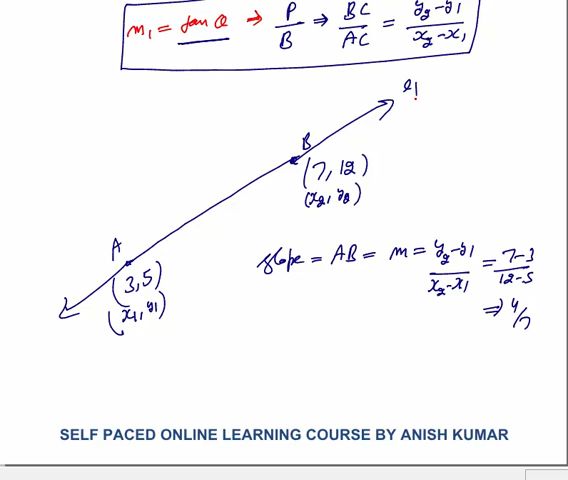 m₁ = tan θ → P/B ⇒ BC/AC = y₂-y₁/x₂-x₁
l₁
B
(7, 12)
(x₂, y₂)
A
(3, 5)
(x₁, y₁)
slope = AB = m = y₂-y₁/x₂-x₁ = 7-3/12-5
⇒ 4/7
SELF PACED ONLINE LEARNING COURSE BY ANISH KUMAR